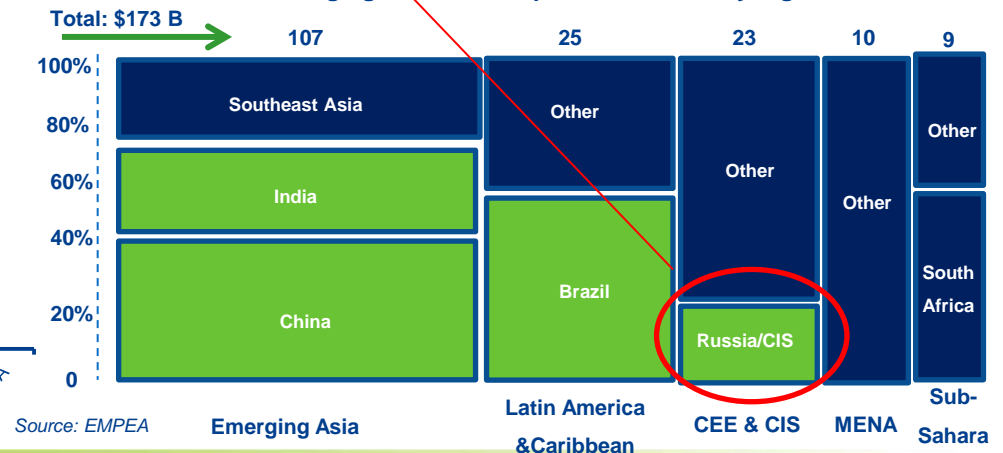 Total: $173 B
107 25 23 10 9
100%
80%
60%
40%
20%
0
Southeast Asia
India
China
Other
Brazil
Other
Russia/CIS
Other
Other
South
Africa
Emerging Asia
Latin America
&Caribbean
CEE & CIS
MENA
Sub-
Sahara
Source: EMPEA